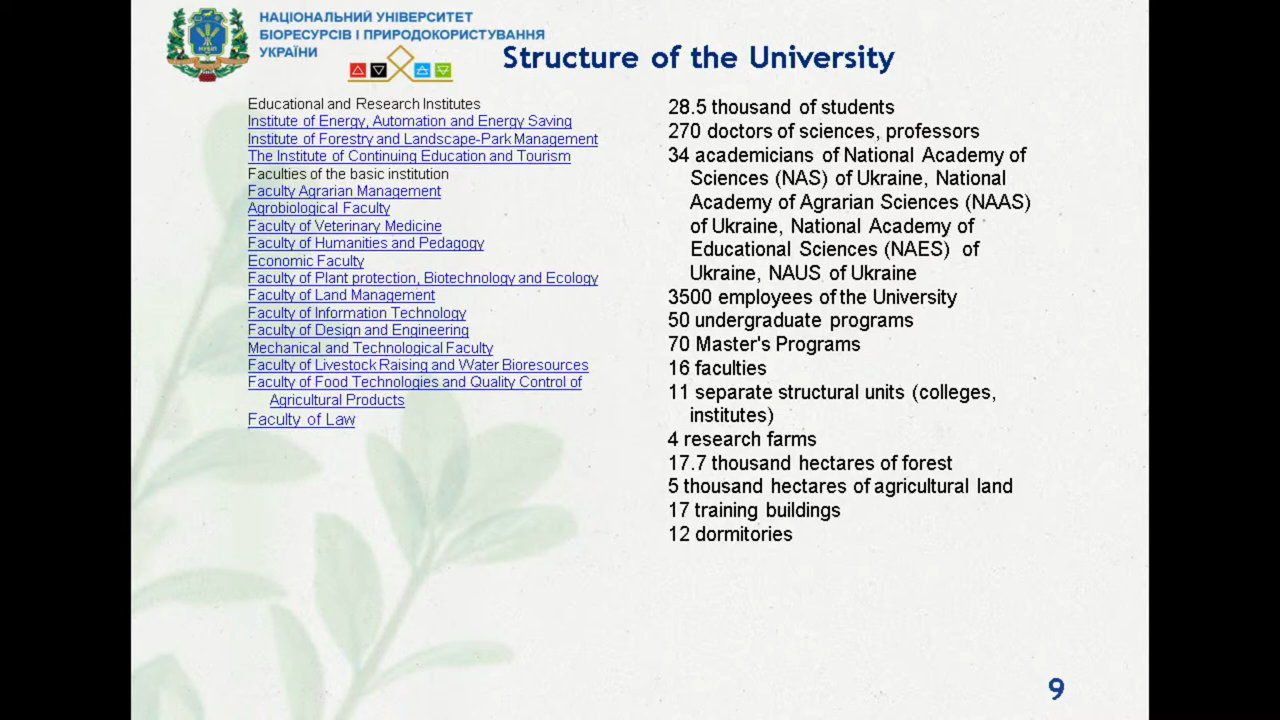 НАЦІОНАЛЬНИЙ УНІВЕРСИТЕТ
БІОРЕСУРСІВ І ПРИРОДОКОРИСТУВАННЯ
УКРАЇНИ
Structure of the University
Educational and Research Institutes
Institute of Energy, Automation and Energy Saving
Institute of Forestry and Landscape-Park Management
The Institute of Continuing Education and Tourism
Faculties of the basic institution
Faculty Agrarian Management
Agrobiological Faculty
Faculty of Veterinary Medicine
Faculty of Humanities and Pedagogy
Economic Faculty
Faculty of Plant protection, Biotechnology and Ecology
Faculty of Land Management
Faculty of Information Technology
Faculty of Design and Engineering
Mechanical and Technological Faculty
Faculty of Livestock Raising and Water Bioresources
Faculty of Food Technologies and Quality Control of
Agricultural Products
Faculty of Law
28.5 thousand of students
270 doctors of sciences, professors
34 academicians of National Academy of
Sciences (NAS) of Ukraine, National
Academy of Agrarian Sciences (NAAS)
of Ukraine, National Academy of
Educational Sciences (NAES) of
Ukraine, NAUS of Ukraine
3500 employees of the University
50 undergraduate programs
70 Master's Programs
16 faculties
11 separate structural units (colleges,
institutes)
4 research farms
17.7 thousand hectares of forest
5 thousand hectares of agricultural land
17 training buildings
12 dormitories
9